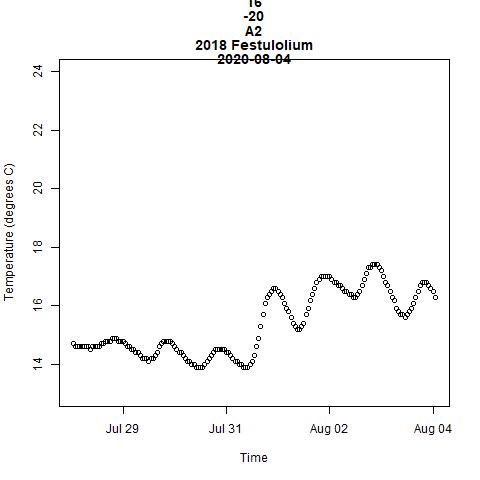 16
-20
A2
2018 Festulolium
2020-08-04
Temperature (degrees C)
24
22
20
18
16
14
Jul 29
Jul 31
Aug 02
Aug 04
Time